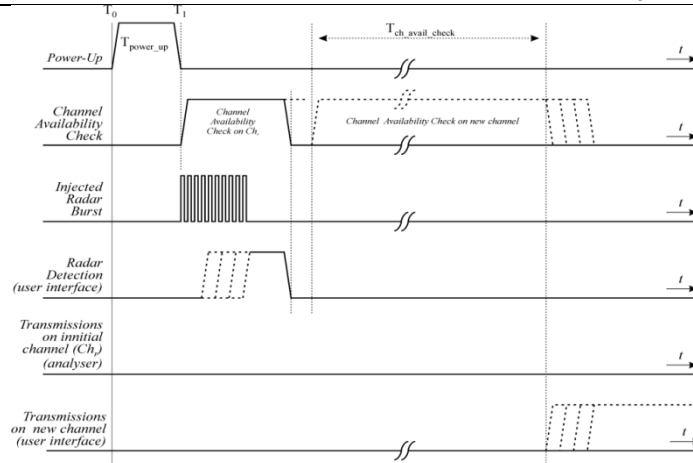 T0 T1
Tpower_up
Tch_avail_check
Power-Up
t
Channel
Availability
Check
Channel
Availability
Check on Chr
Channel Availability Check on new channel
t
Injected
Radar
Burst
t
Radar
Detection
(user interface)
t
Transmissions
on innitial
channel (Chr)
(analyser)
t
Transmissions
on new channel
(user interface)
t